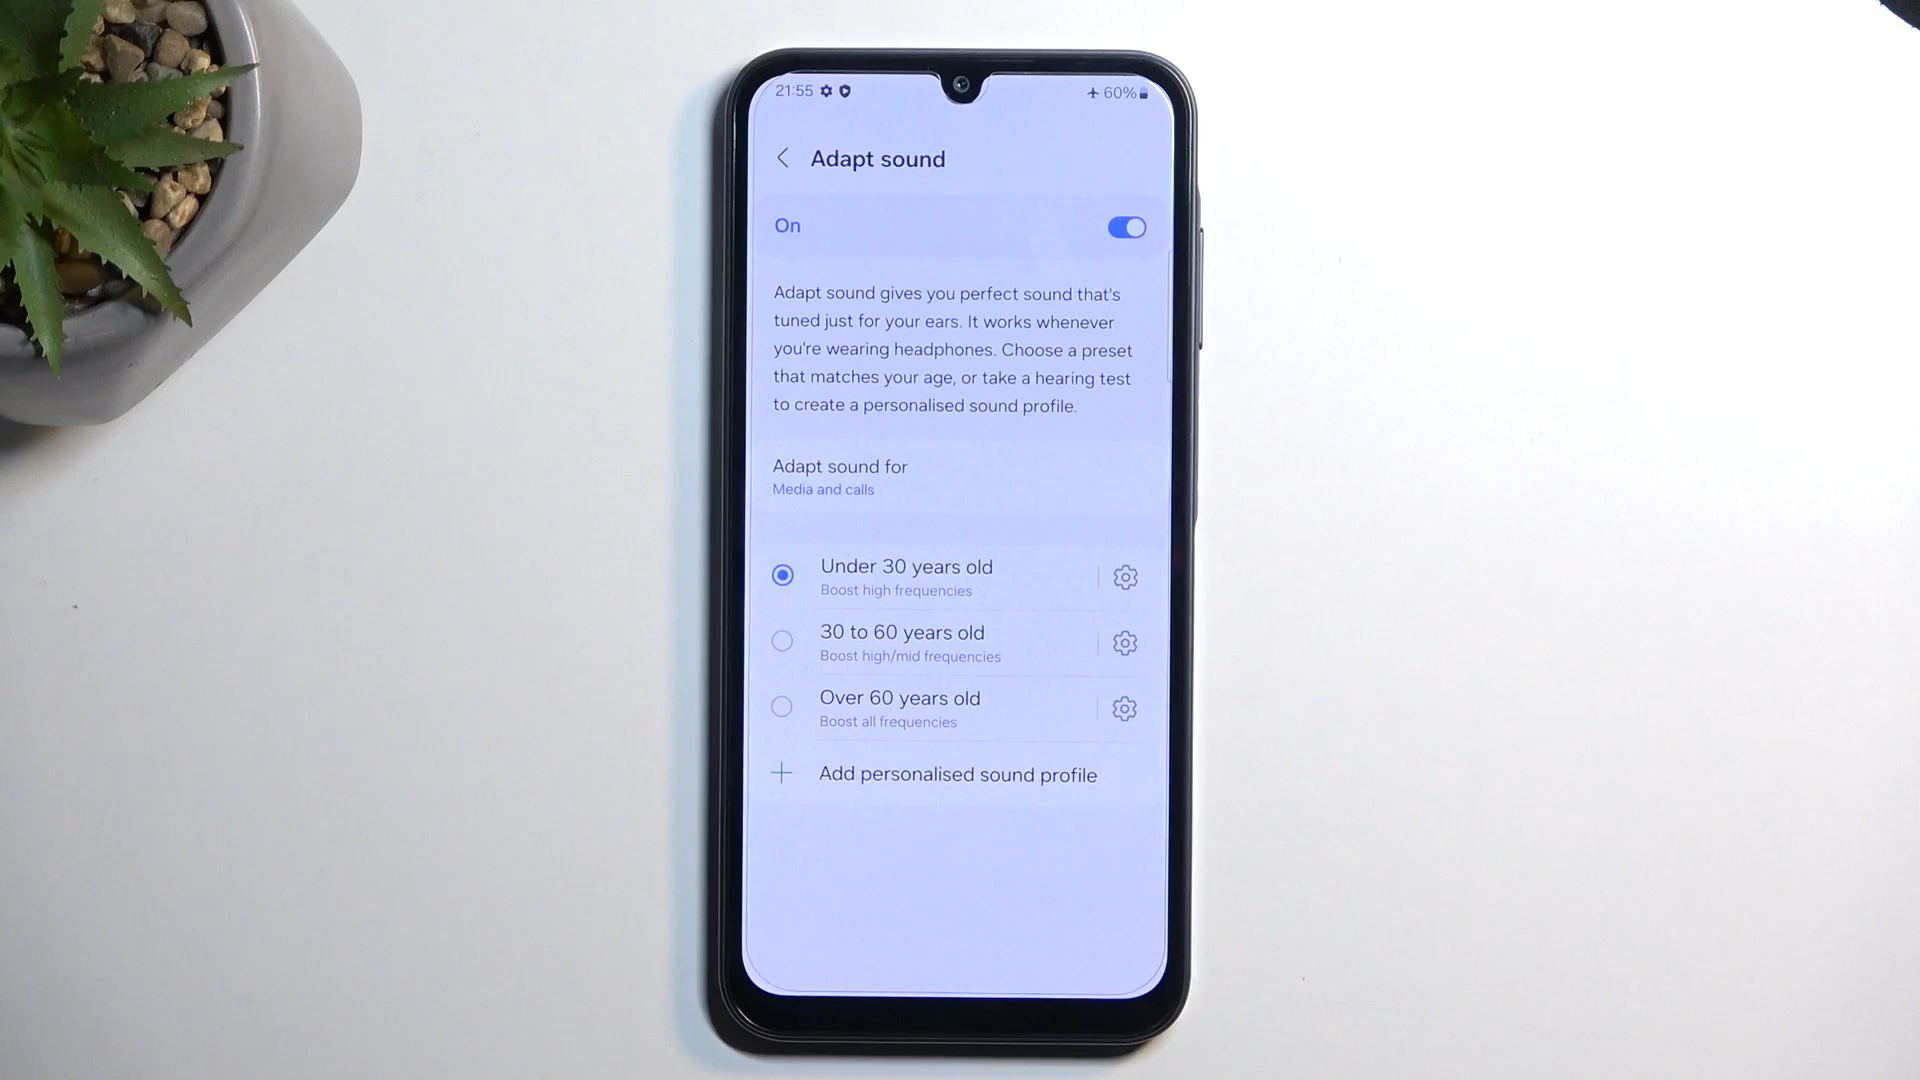 21:55 60%
Adapt sound
On
Adapt sound gives you perfect sound that's
tuned just for your ears. It works whenever
you're wearing headphones. Choose a preset
that matches your age, or take a hearing test
to create a personalised sound profile.
Adapt sound for
Media and calls
Under 30 years old
Boost high frequencies
30 to 60 years old
Boost high/mid frequencies
Over 60 years old
Boost all frequencies
Add personalised sound profile